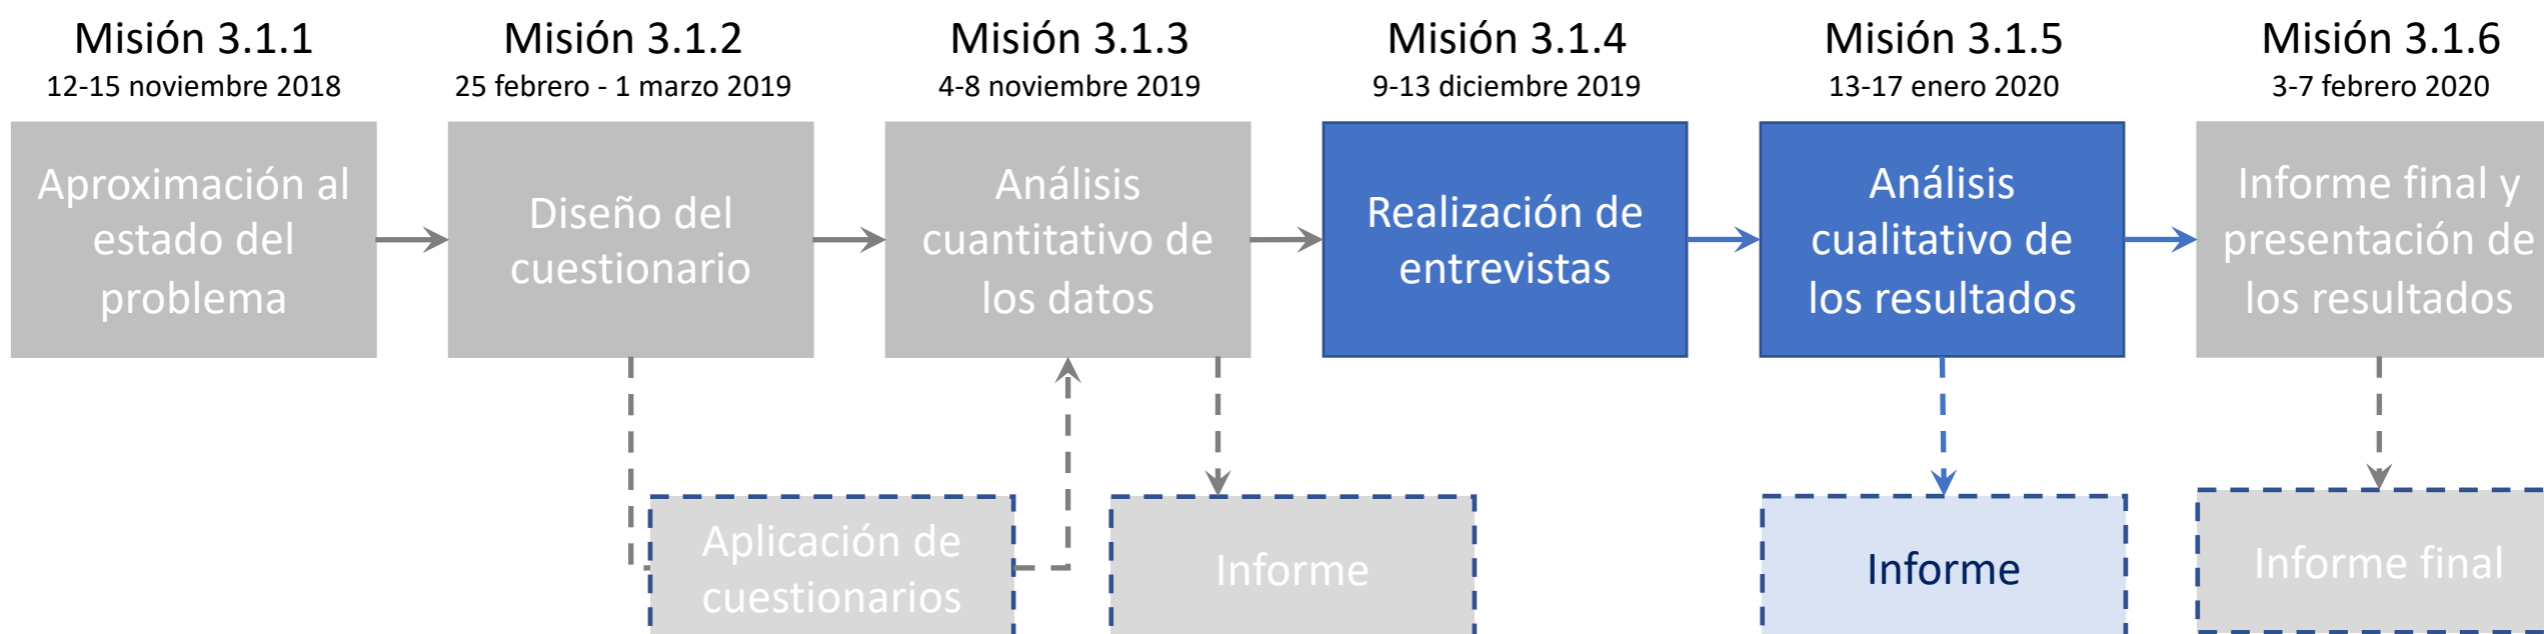 Misión 3.1.1
12-15 noviembre 2018
Aproximación al
estado del
problema
Misión 3.1.2
25 febrero - 1 marzo 2019
Diseño del
cuestionario
Misión 3.1.3
4-8 noviembre 2019
Análisis
cuantitativo de
los datos
Misión 3.1.4
9-13 diciembre 2019
Realización de
entrevistas
Misión 3.1.5
13-17 enero 2020
Análisis
cualitativo de
los resultados
Misión 3.1.6
3-7 febrero 2020
Informe final y
presentación de
los resultados
Aplicación de
cuestionarios
Informe
Informe
Informe final